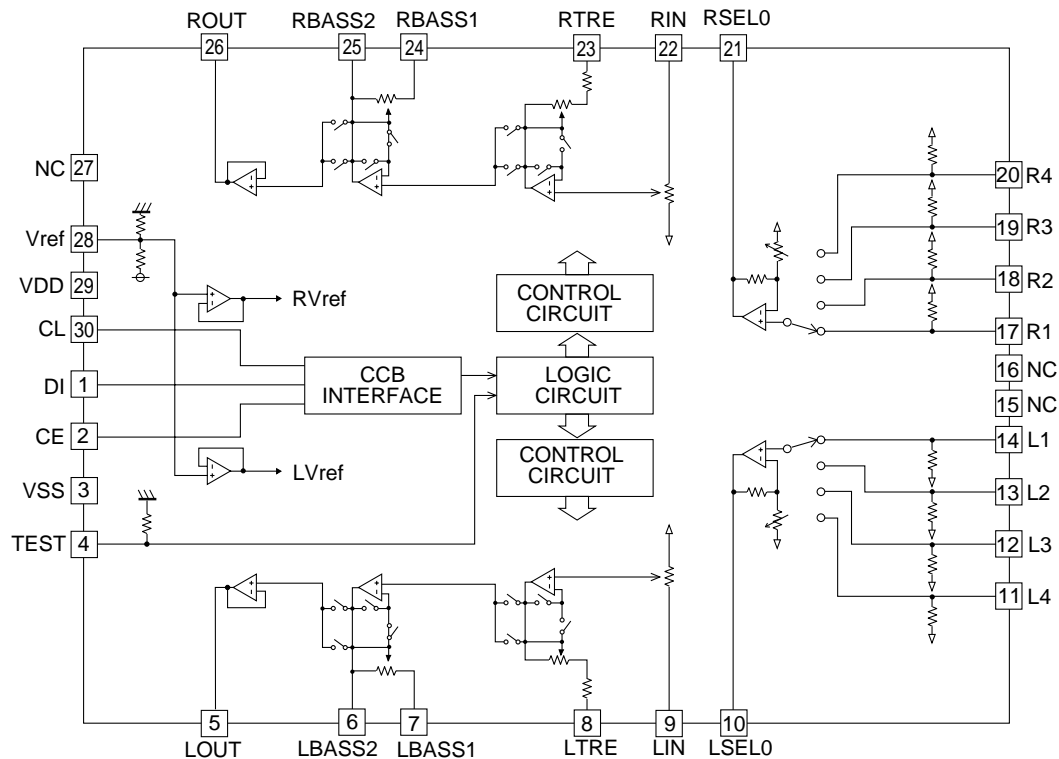 ROUT RBASS2 RBASS1 RTRE RIN RSEL0
26 25 24 23 22 21
NC 27
Vref 28
VDD 29
CL 30
DI 1
CE 2
VSS 3
TEST 4
RVref
LVref
CCB
INTERFACE
CONTROL
CIRCUIT
LOGIC
CIRCUIT
CONTROL
CIRCUIT
20 R4
19 R3
18 R2
17 R1
16 NC
15 NC
14 L1
13 L2
12 L3
11 L4
5 6 7 8 9 10
LOUT LBASS2 LBASS1 LTRE LIN LSEL0